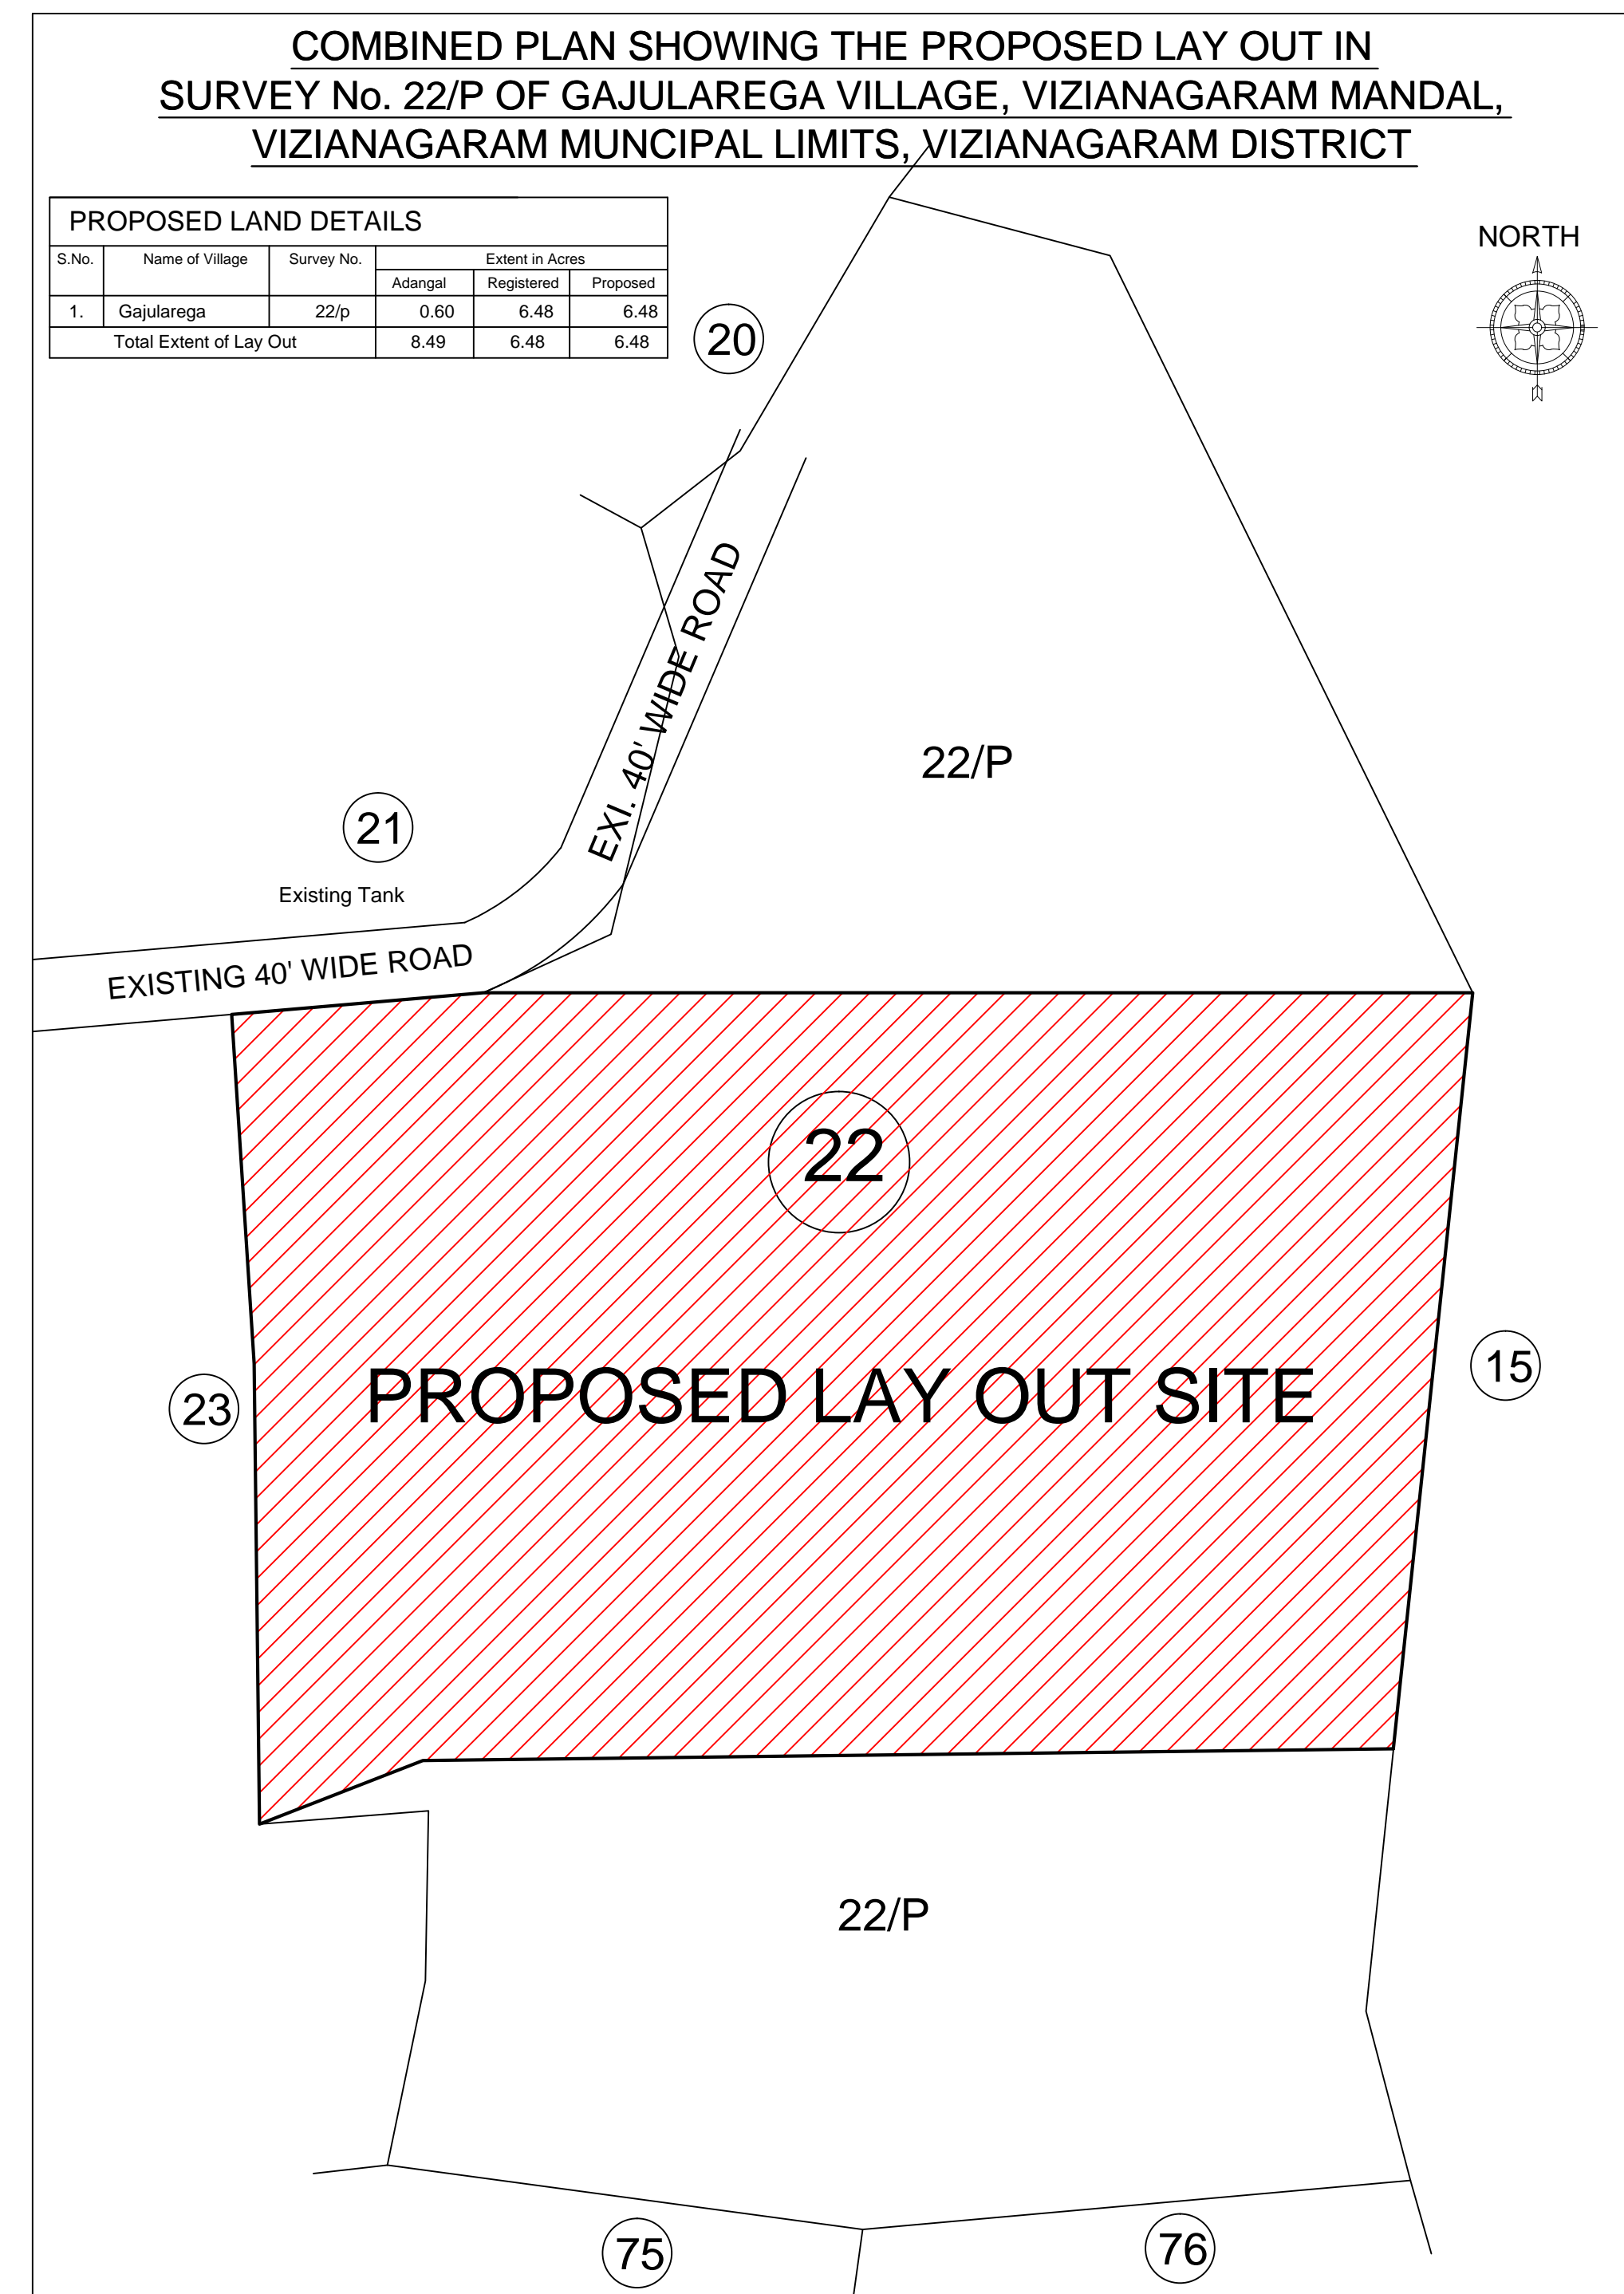 COMBINED PLAN SHOWING THE PROPOSED LAY OUT IN
SURVEY No. 22/P OF GAJULAREGA VILLAGE, VIZIANAGARAM MANDAL,
VIZIANAGARAM MUNCIPAL LIMITS, VIZIANAGARAM DISTRICT
PROPOSED LAND DETAILS
S.No. Name of Village Survey No. Extent in Acres
Adangal Registered Proposed
1. Gajularega 22/p 0.60 6.48 6.48
Total Extent of Lay Out 8.49 6.48 6.48
NORTH
20
EXI. 40' WIDE ROAD
22/P
21
Existing Tank
EXISTING 40' WIDE ROAD
22
PROPOSED LAY OUT SITE
15
23
22/P
75
76